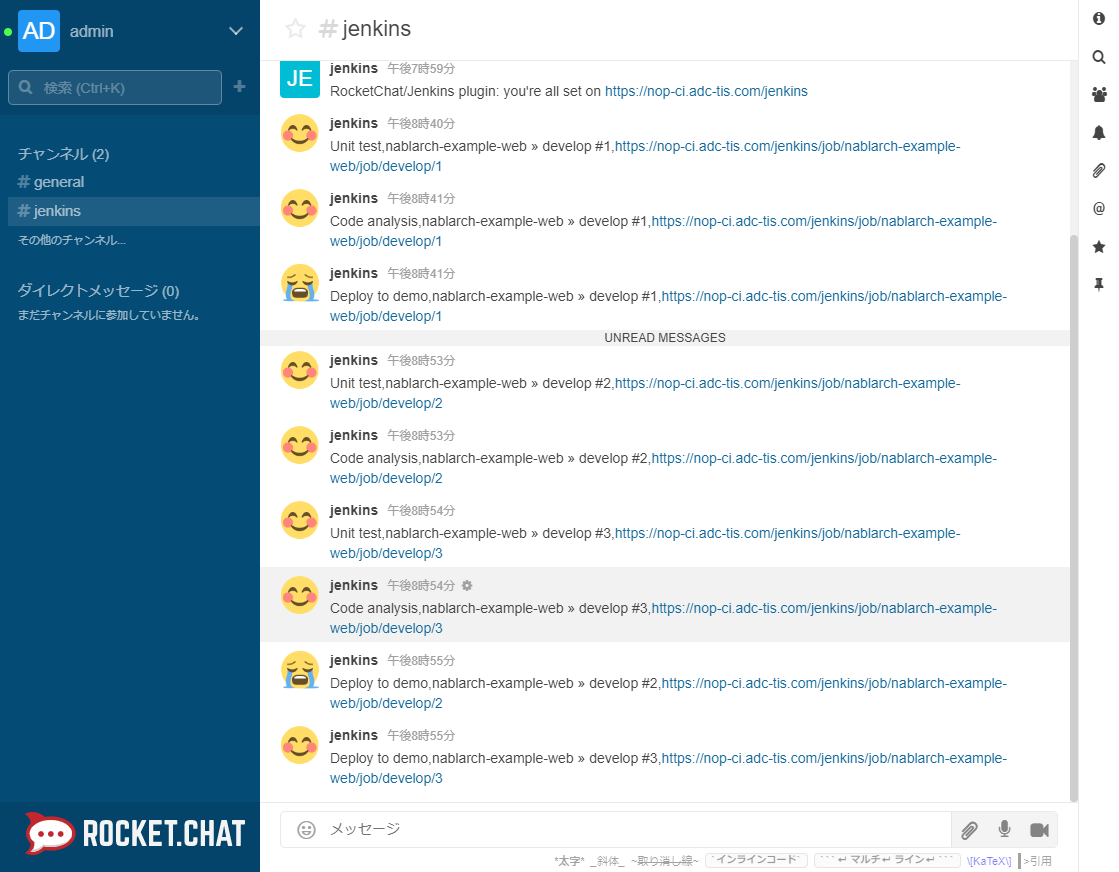 AD admin
検索 (Ctrl+K)
チャンネル (2)
# general
# jenkins
その他のチャンネル...
ダイレクトメッセージ (0)
まだチャンネルに参加していません。
ROCKET.CHAT
# jenkins
JE
jenkins 午後7時59分
RocketChat/Jenkins plugin: you're all set on https://nop-ci.adc-tis.com/jenkins
jenkins 午後8時40分
Unit test,nablarch-example-web » develop #1,https://nop-ci.adc-tis.com/jenkins/job/nablarch-example-
web/job/develop/1
jenkins 午後8時41分
Code analysis,nablarch-example-web » develop #1,https://nop-ci.adc-tis.com/jenkins/job/nablarch-example-
web/job/develop/1
jenkins 午後8時41分
Deploy to demo,nablarch-example-web » develop #1,https://nop-ci.adc-tis.com/jenkins/job/nablarch-example-
web/job/develop/1
UNREAD MESSAGES
jenkins 午後8時53分
Unit test,nablarch-example-web » develop #2,https://nop-ci.adc-tis.com/jenkins/job/nablarch-example-
web/job/develop/2
jenkins 午後8時53分
Code analysis,nablarch-example-web » develop #2,https://nop-ci.adc-tis.com/jenkins/job/nablarch-example-
web/job/develop/2
jenkins 午後8時54分
Unit test,nablarch-example-web » develop #3,https://nop-ci.adc-tis.com/jenkins/job/nablarch-example-
web/job/develop/3
jenkins 午後8時54分
Code analysis,nablarch-example-web » develop #3,https://nop-ci.adc-tis.com/jenkins/job/nablarch-example-
web/job/develop/3
jenkins 午後8時55分
Deploy to demo,nablarch-example-web » develop #2,https://nop-ci.adc-tis.com/jenkins/job/nablarch-example-
web/job/develop/2
jenkins 午後8時55分
Deploy to demo,nablarch-example-web » develop #3,https://nop-ci.adc-tis.com/jenkins/job/nablarch-example-
web/job/develop/3
メッセージ
*太字* _斜体_ ~取り消し線~ `インラインコード` ```↵ マルチ↵ ライン↵ ``` \[KaTeX\] >引用